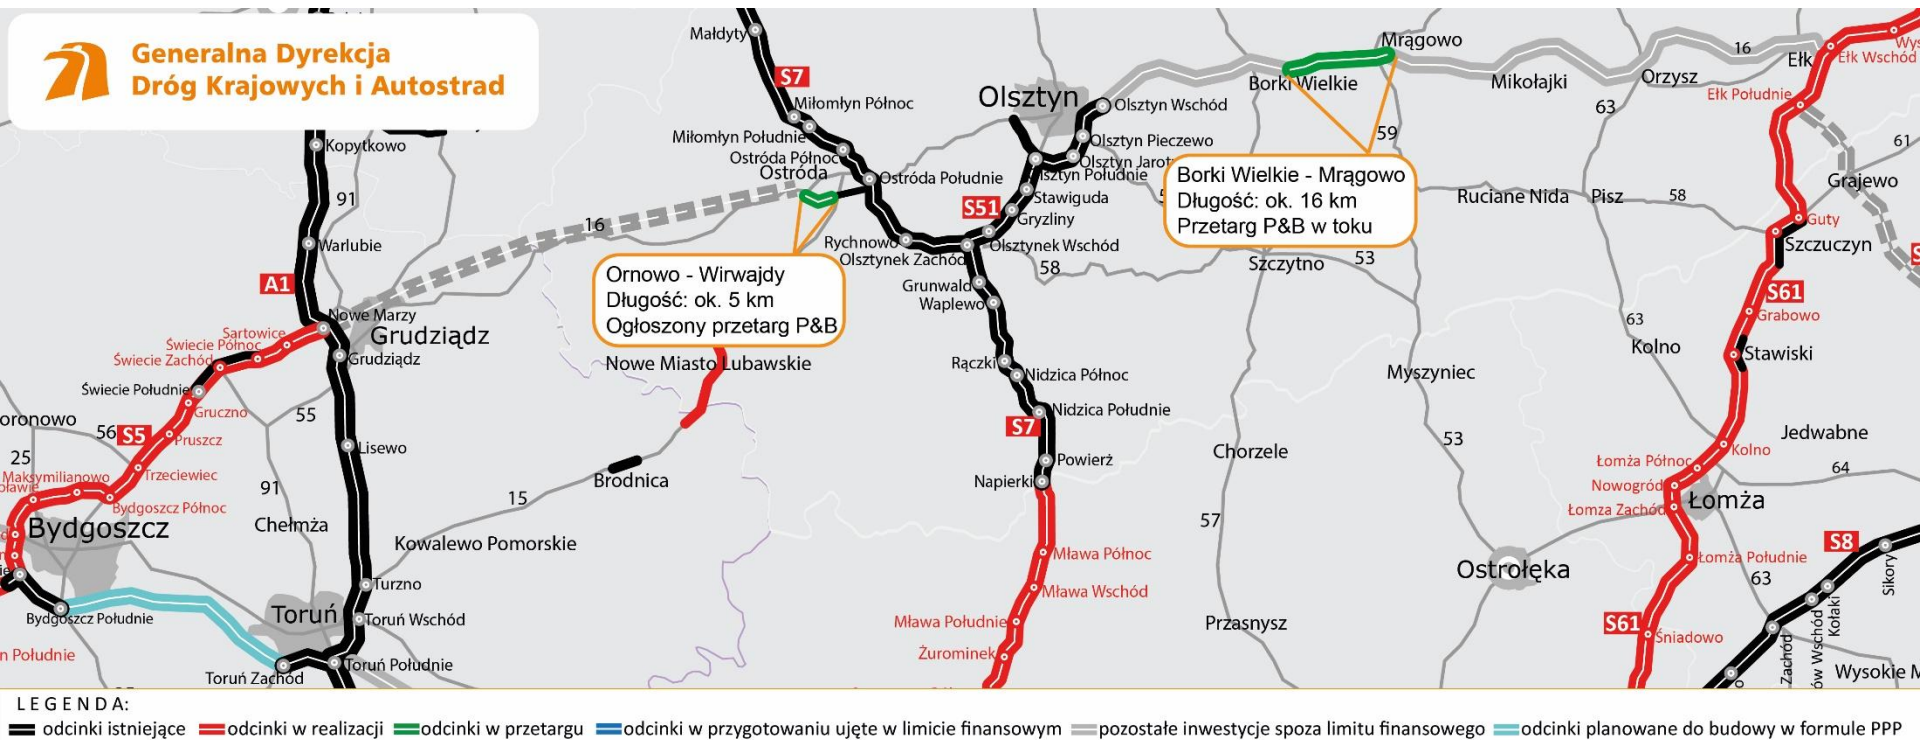 Generalna Dyrekcja
Dróg Krajowych i Autostrad
Małdyty
S7
Miłomłyn Północ
Miłomłyn Południe
Ostróda Północ
Ostróda
Ostróda Południe
Kopytkowo
91
Warlubie
A1
16
Nowe Marzy
Grudziądz
Grudziądz
Sartowice
Świecie Północ
Świecie Zachód
Świecie Południe
Gruczno
55
56
S5
Pruszcz
25
Maksymilianowo
Trzeciewiec
Bydgoszcz Północ
Bydgoszcz
Bydgoszcz Południe
91
Chełmża
Lisewo
15
Brodnica
Kowalewo Pomorskie
Turzno
Toruń
Toruń Wschód
Toruń Południe
Toruń Zachód
Ornowo - Wirwajdy
Długość: ok. 5 km
Ogłoszony przetarg P&B
Nowe Miasto Lubawskie
Olsztyn
Olsztyn Wschód
Olsztyn Pieczewo
Stawiguda
S51
Gryźliny
Rychnowo
Olsztynek Wschód
Olsztynek Zachód
58
Grunwald
Waplewo
Rączki
Nidzica Północ
Nidzica Południe
S7
Powierż
Napierki
Mława Północ
Mława Wschód
Mława Południe
Żurominek
Borki Wielkie
Mrągowo
59
Borki Wielkie - Mrągowo
Długość: ok. 16 km
Przetarg P&B w toku
Szczytno
53
Mikołajki
Orzysz
16
63
Ełk
Ełk Wschód
Ełk Południe
61
Ruciane Nida
Pisz
58
Grajewo
Guty
Szczuczyn
S61
Grabowo
63
Kolno
Stawiski
Myszyniec
53
Chorzele
57
Przasnysz
Ostrołęka
Kolno
Jedwabne
64
Łomża Północ
Nowogród
Łomża Zachód
Łomża
Łomża Południe
63
S8
Sikory
Kołaki
Zachód
S61
Śniadowo
LEGENDA:
odcinki istniejące odcinki w realizacji odcinki w przetargu odcinki w przygotowaniu ujęte w limicie finansowym pozostałe inwestycje spoza limitu finansowego odcinki planowane do budowy w formule PPP